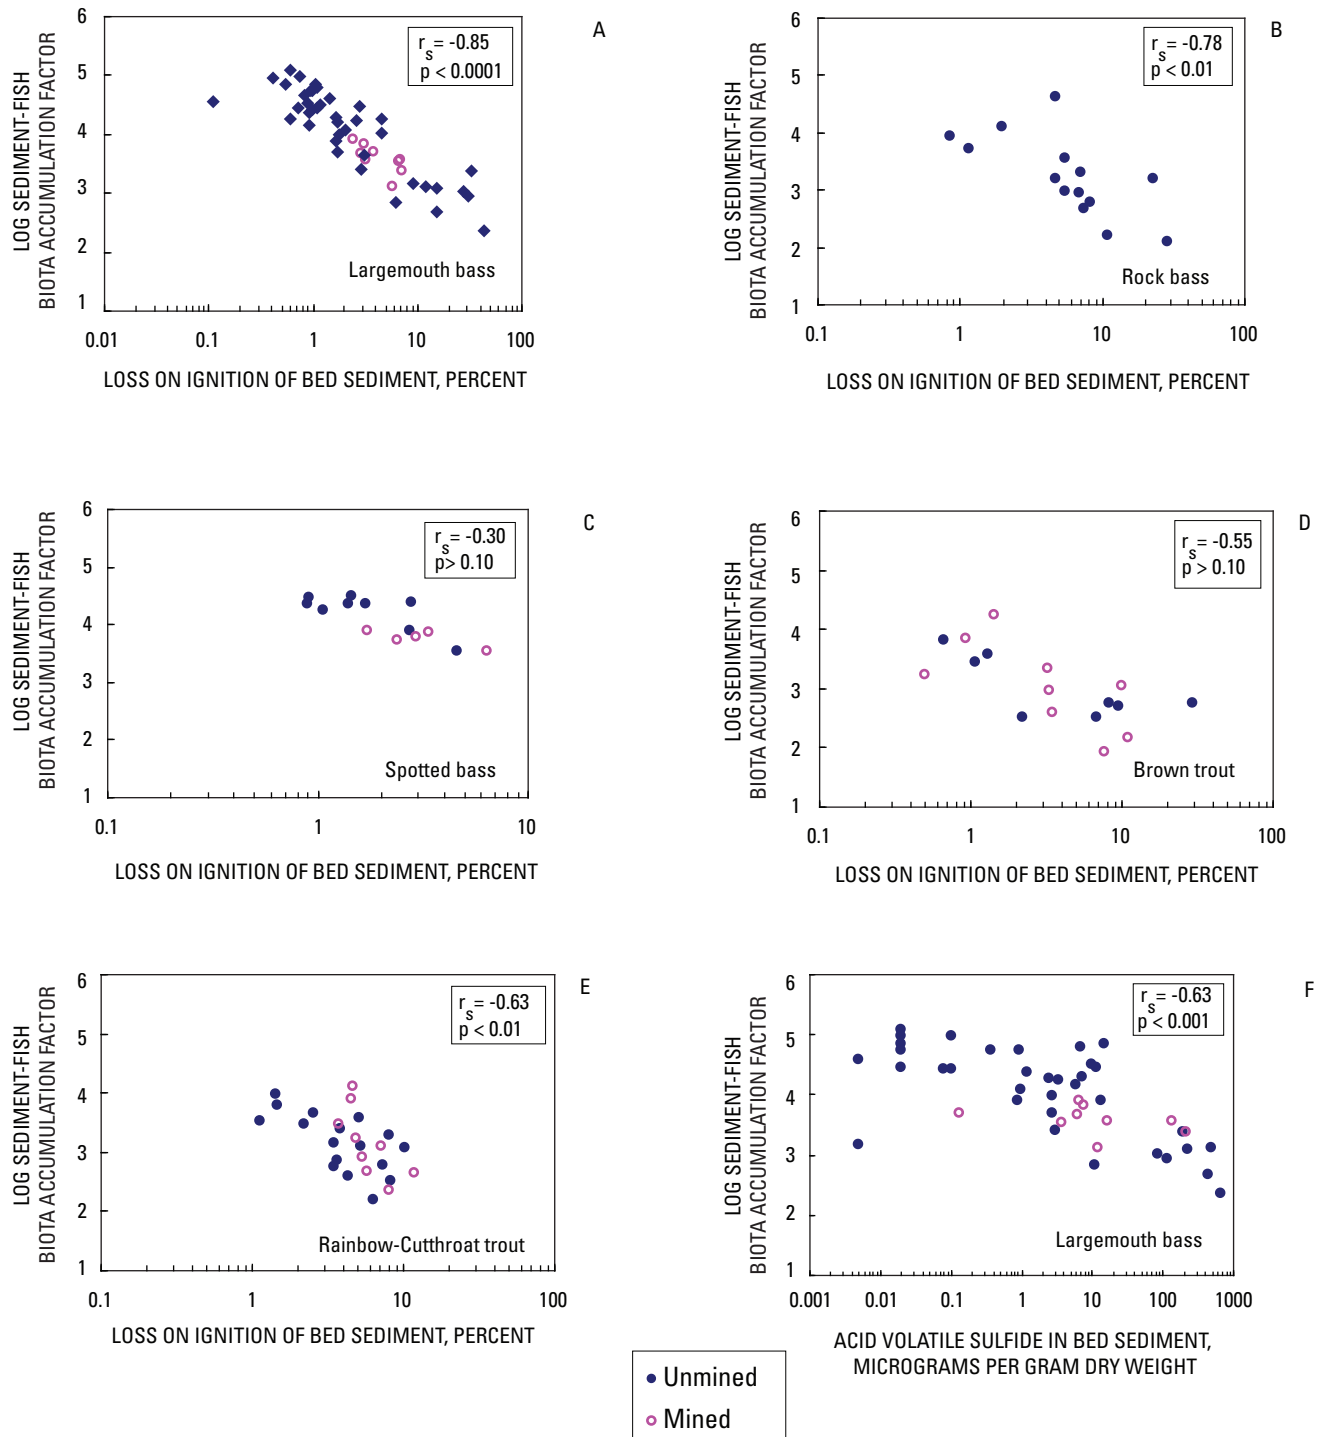 A
LOG SEDIMENT-FISH
BIOTA ACCUMULATION FACTOR
6
5
4
3
2
1
rs= -0.85
p < 0.0001
Largemouth bass
0.01 0.1 1 10 100
LOSS ON IGNITION OF BED SEDIMENT, PERCENT
B
LOG SEDIMENT-FISH
BIOTA ACCUMULATION FACTOR
6
5
4
3
2
1
rs= -0.78
p < 0.01
Rock bass
0.1 1 10 100
LOSS ON IGNITION OF BED SEDIMENT, PERCENT
C
LOG SEDIMENT-FISH
BIOTA ACCUMULATION FACTOR
6
5
4
3
2
1
rs= -0.30
p> 0.10
Spotted bass
0.1 1 10
LOSS ON IGNITION OF BED SEDIMENT, PERCENT
D
LOG SEDIMENT-FISH
BIOTA ACCUMULATION FACTOR
6
5
4
3
2
1
rs= -0.55
p > 0.10
Brown trout
0.1 1 10 100
LOSS ON IGNITION OF BED SEDIMENT, PERCENT
E
LOG SEDIMENT-FISH
BIOTA ACCUMULATION FACTOR
6
5
4
3
2
1
rs= -0.63
p < 0.01
Rainbow-Cutthroat trout
0.1 1 10 100
LOSS ON IGNITION OF BED SEDIMENT, PERCENT
F
LOG SEDIMENT-FISH
BIOTA ACCUMULATION FACTOR
6
5
4
3
2
1
rs= -0.63
p < 0.001
Largemouth bass
0.001 0.01 0.1 1 10 100 1000
ACID VOLATILE SULFIDE IN BED SEDIMENT,
MICROGRAMS PER GRAM DRY WEIGHT
Unmined
Mined